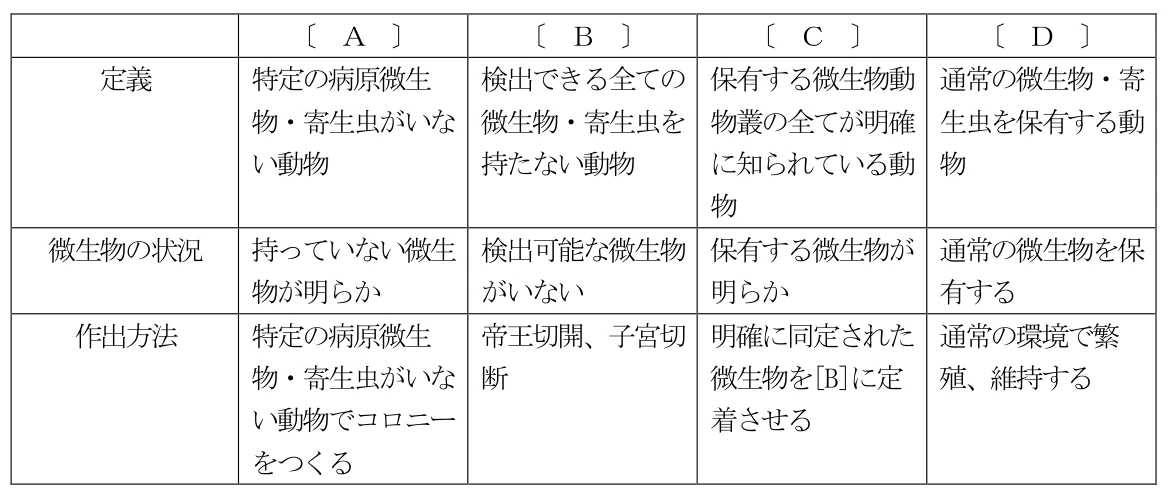 〔　A　〕
〔　B　〕
〔　C　〕
〔　D　〕
定義
特定の病原微生
物・寄生虫がいな
い動物
検出できる全ての
微生物・寄生虫を
持たない動物
保有する微生物動
物叢の全てが明確
に知られている動
物
通常の微生物・寄
生虫を保有する動
物
微生物の状況
持っていない微生
物が明らか
検出可能な微生物
がいない
保有する微生物が
明らか
通常の微生物を保
有する
作出方法
特定の病原微生
物・寄生虫がいな
い動物でコロニー
をつくる
帝王切開、子宮切
断
明確に同定された
微生物を[B]に定
着させる
通常の環境で繁
殖、維持する